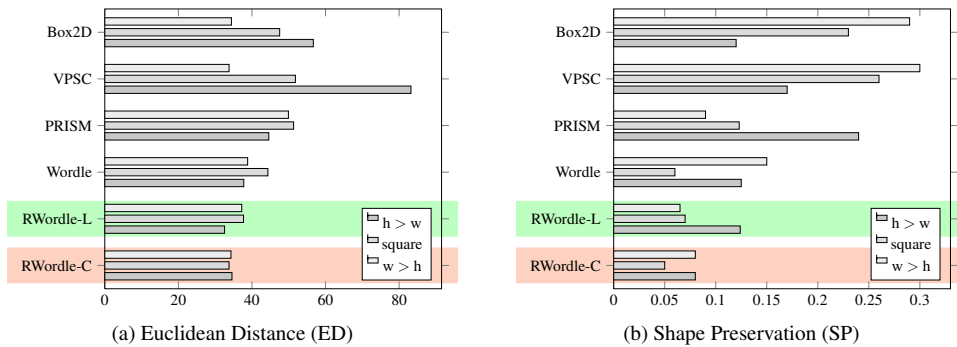 Box2D
VPSC
PRISM
Wordle
RWordle-L
RWordle-C
h > w
square
w > h
0 20 40 60 80
(a) Euclidean Distance (ED)
Box2D
VPSC
PRISM
Wordle
RWordle-L
RWordle-C
h > w
square
w > h
0 0.05 0.1 0.15 0.2 0.25 0.3
(b) Shape Preservation (SP)